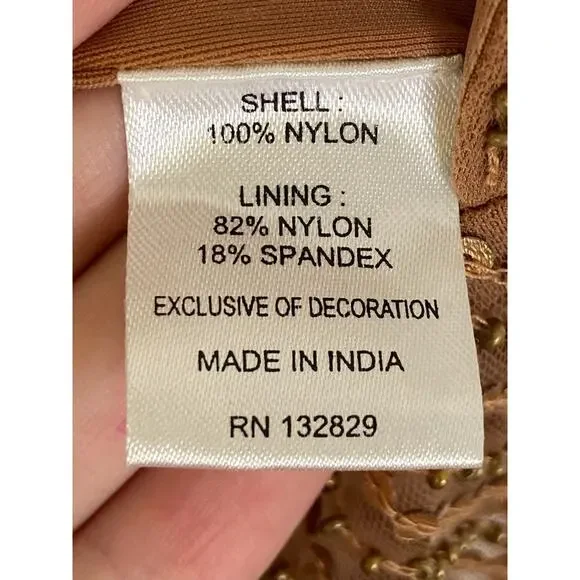 SHELL :
100% NYLON
LINING :
82% NYLON
18% SPANDEX
EXCLUSIVE OF DECORATION
MADE IN INDIA
RN 132829